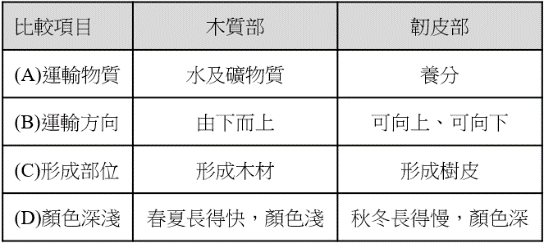 比較項目 木質部 韌皮部
(A)運輸物質 水及礦物質 養分
(B)運輸方向 由下而上 可向上、可向下
(C)形成部位 形成木材 形成樹皮
(D)顏色深淺 春夏長得快，顏色淺 秋冬長得慢，顏色深